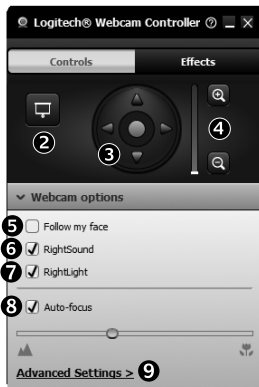 Logitech® Webcam Controller
Controls Effects
2
3
4
Webcam options
5 Follow my face
6 RightSound
7 RightLight
8 Auto-focus
Advanced Settings > 9